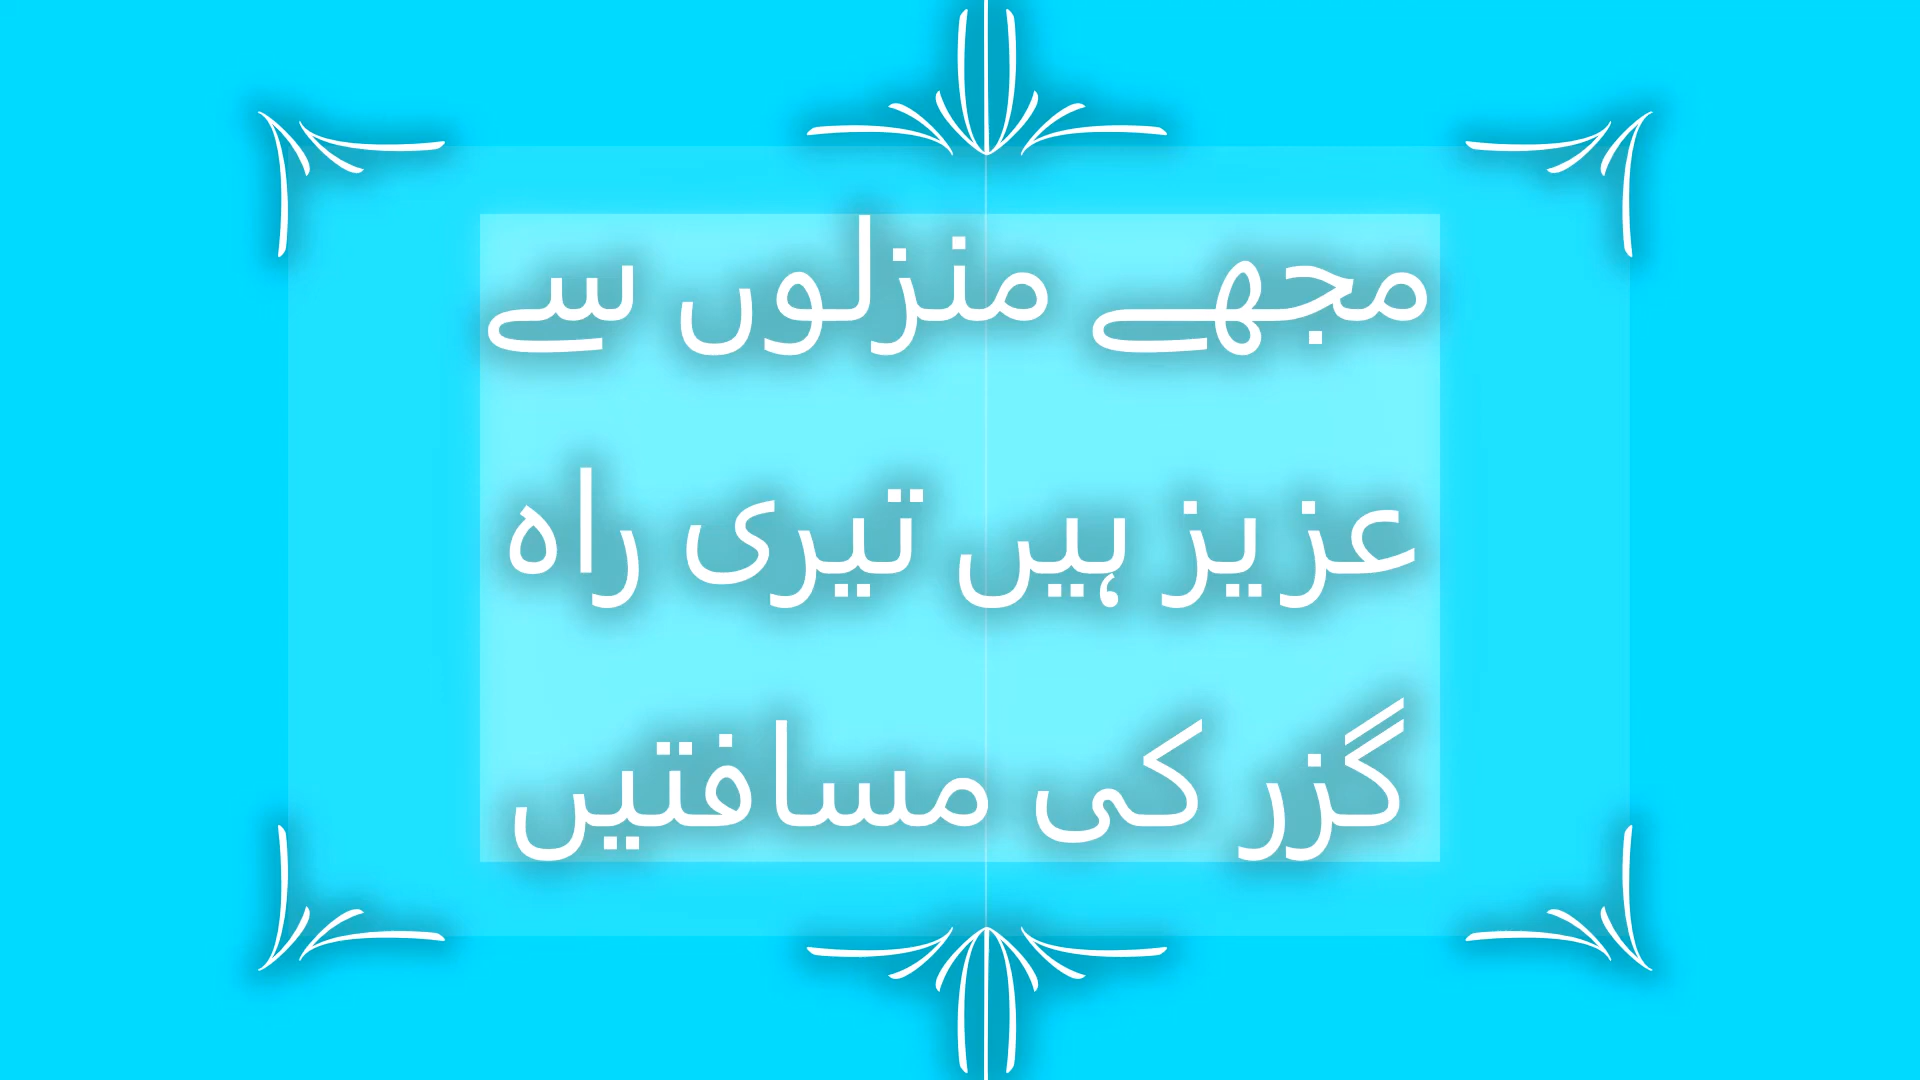 مجھے منزلوں سے
عزیز ہیں تیری راہ
گزر کی مسافتیں